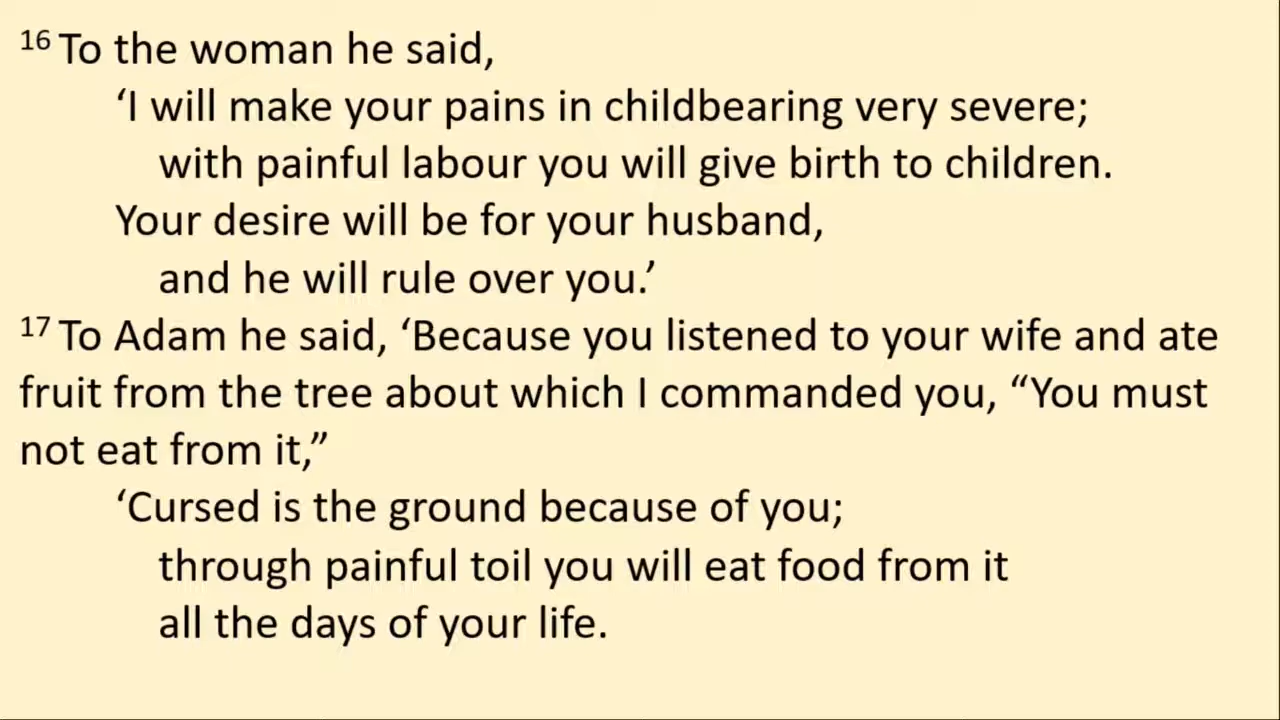 16 To the woman he said,
‘I will make your pains in childbearing very severe;
with painful labour you will give birth to children.
Your desire will be for your husband,
and he will rule over you.’
17 To Adam he said, ‘Because you listened to your wife and ate
fruit from the tree about which I commanded you, “You must
not eat from it,”
‘Cursed is the ground because of you;
through painful toil you will eat food from it
all the days of your life.